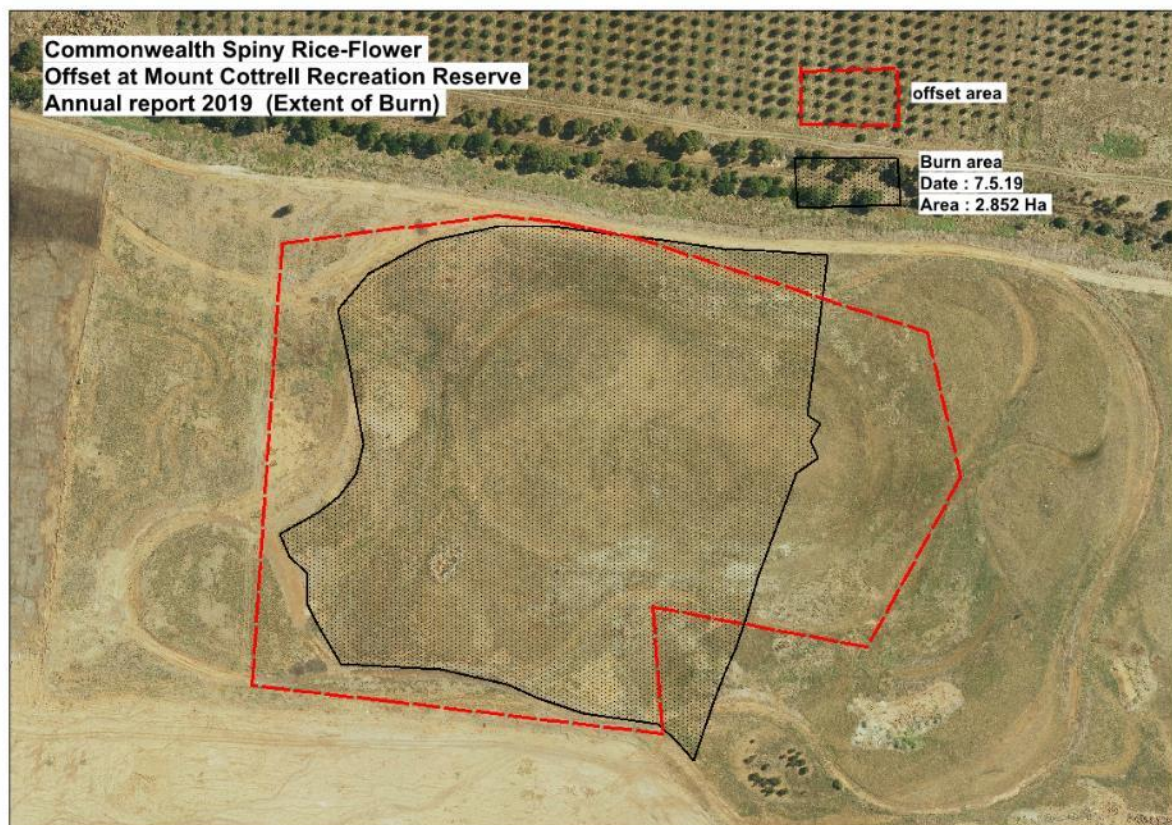 Commonwealth Spiny Rice-Flower
Offset at Mount Cottrell Recreation Reserve
Annual report 2019 (Extent of Burn)
offset area
Burn area
Date : 7.5.19
Area : 2.852 Ha